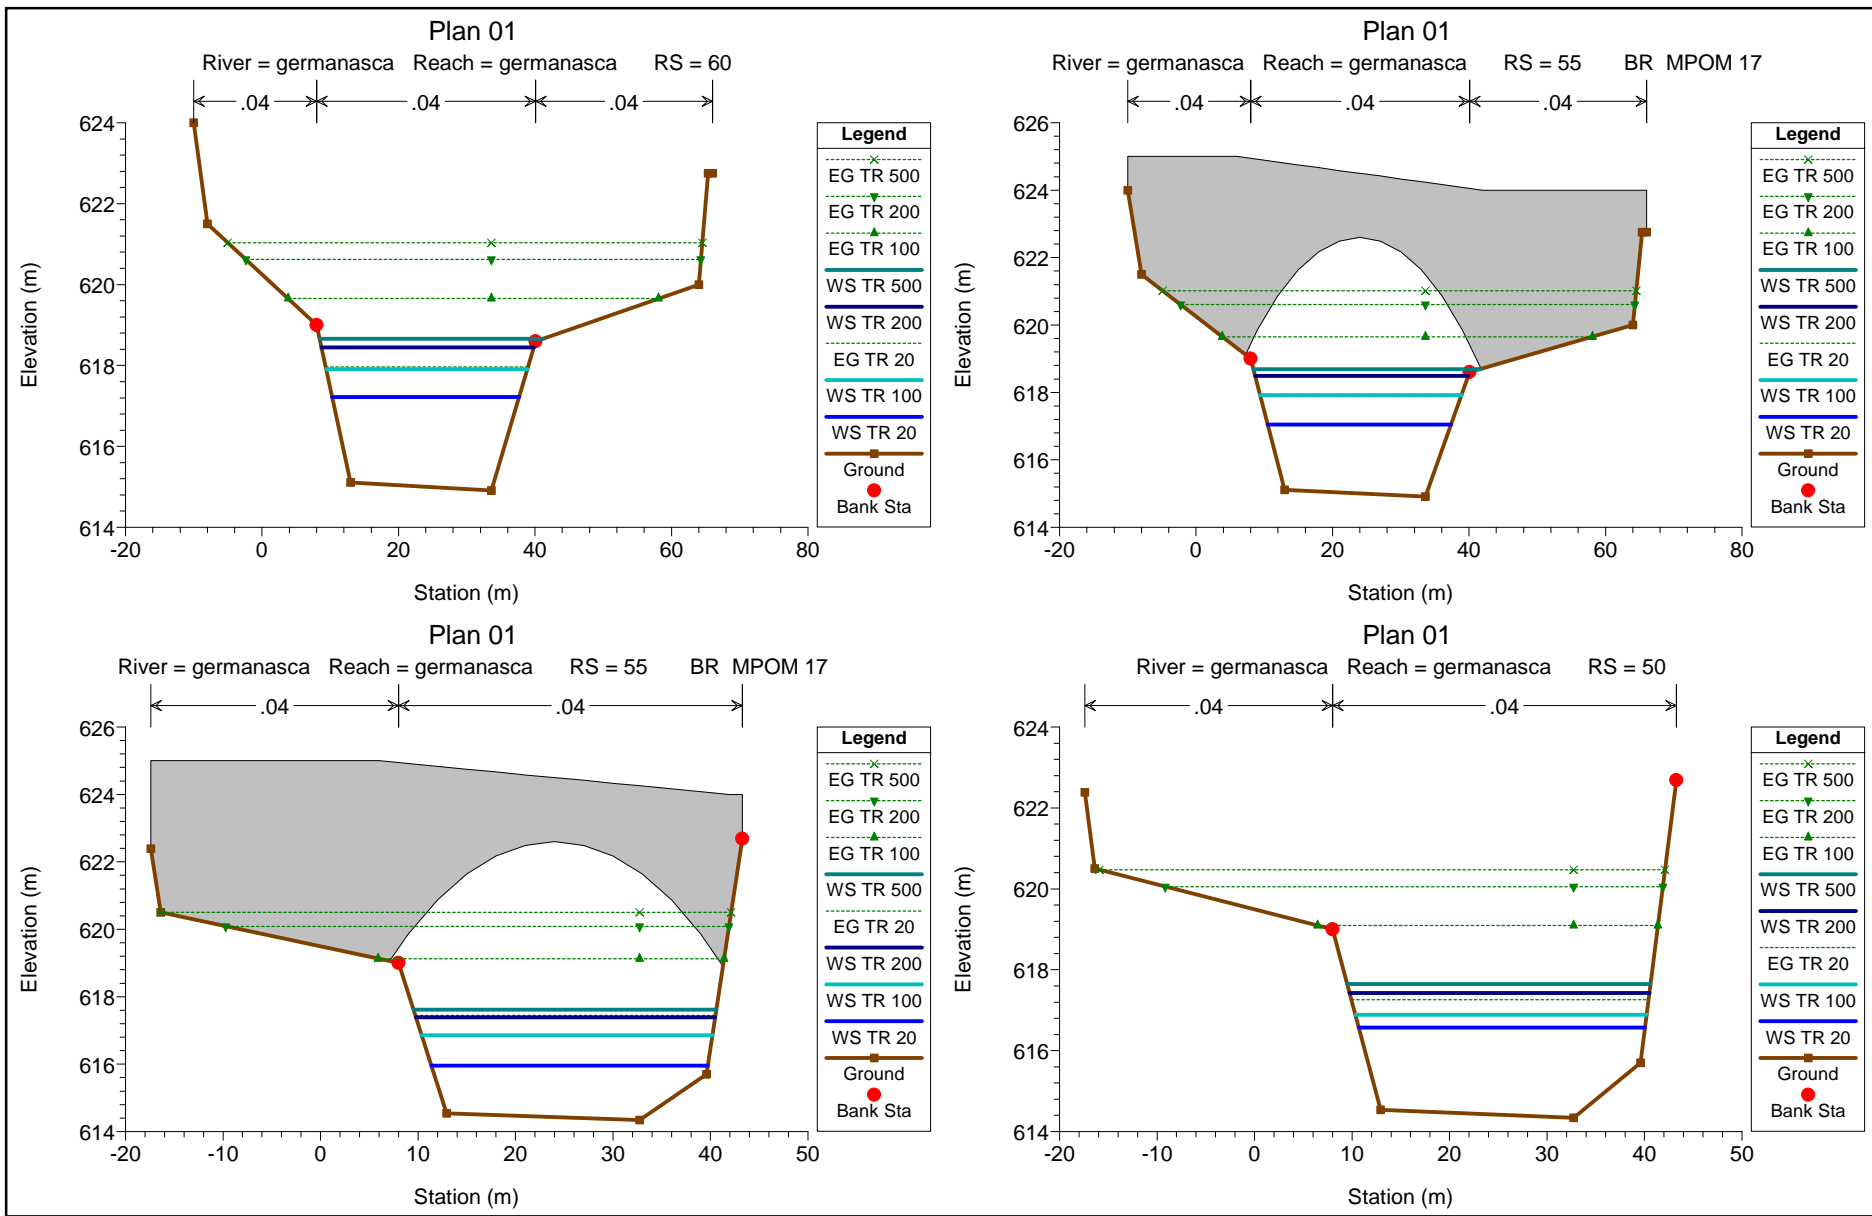 Plan 01
River = germanasca Reach = germanasca RS = 60
.04 .04 .04
624
622
620
618
616
614
-20 0 20 40 60 80
Elevation (m)
Station (m)
Legend
EG TR 500
EG TR 200
EG TR 100
WS TR 500
WS TR 200
EG TR 20
WS TR 100
WS TR 20
Ground
Bank Sta
Plan 01
River = germanasca Reach = germanasca RS = 55 BR MPOM 17
.04 .04 .04
626
624
622
620
618
616
614
-20 0 20 40 60 80
Elevation (m)
Station (m)
Legend
EG TR 500
EG TR 200
EG TR 100
WS TR 500
WS TR 200
EG TR 20
WS TR 100
WS TR 20
Ground
Bank Sta
Plan 01
River = germanasca Reach = germanasca RS = 55 BR MPOM 17
.04 .04
626
624
622
620
618
616
614
-20 -10 0 10 20 30 40 50
Elevation (m)
Station (m)
Legend
EG TR 500
EG TR 200
EG TR 100
WS TR 500
EG TR 20
WS TR 200
WS TR 100
WS TR 20
Ground
Bank Sta
Plan 01
River = germanasca Reach = germanasca RS = 50
.04 .04
624
622
620
618
616
614
-20 -10 0 10 20 30 40 50
Elevation (m)
Station (m)
Legend
EG TR 500
EG TR 200
EG TR 100
WS TR 500
WS TR 200
EG TR 20
WS TR 100
WS TR 20
Ground
Bank Sta